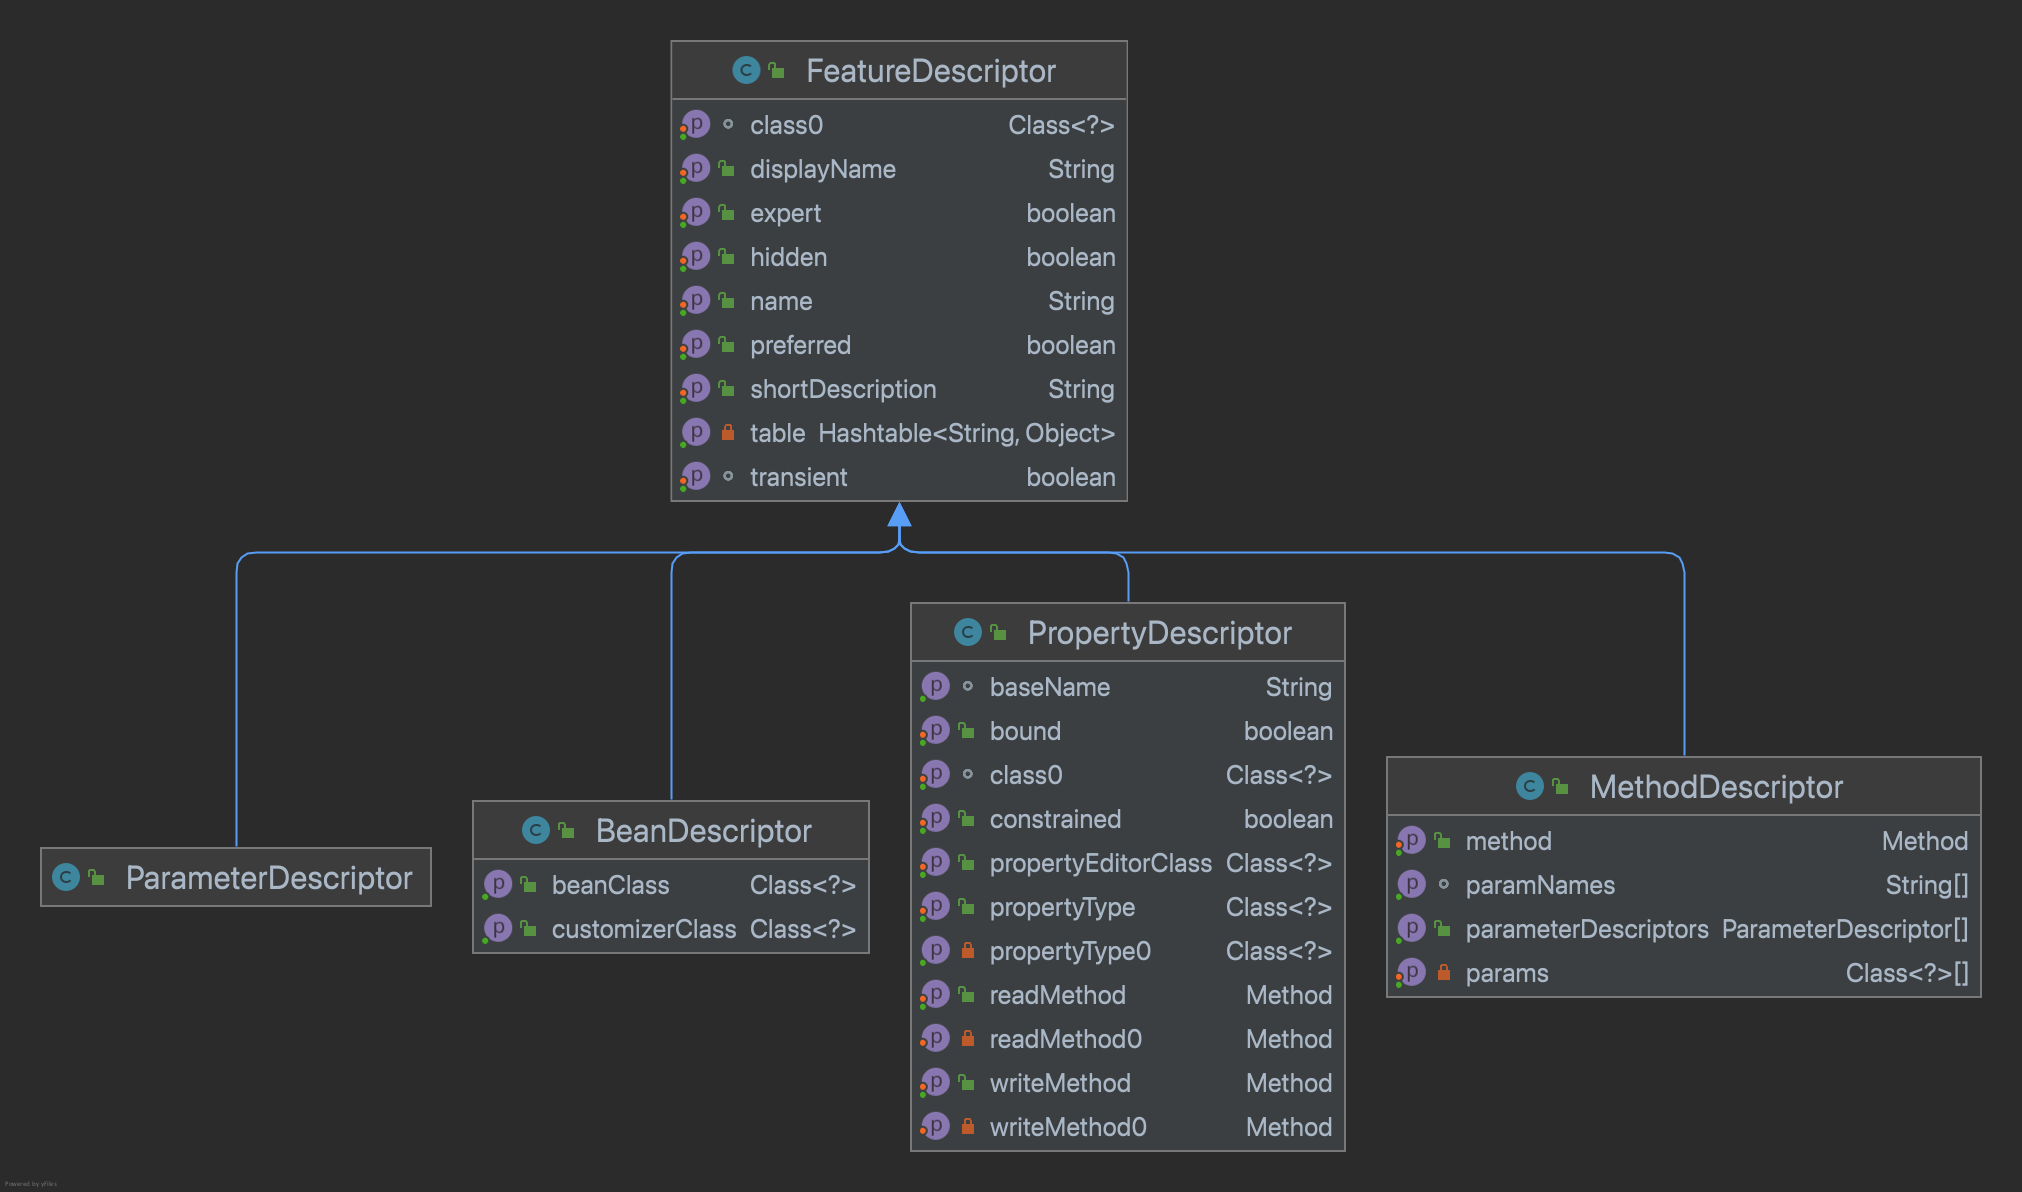 FeatureDescriptor
class0 Class<?>
displayName String
expert boolean
hidden boolean
name String
preferred boolean
shortDescription String
table Hashtable<String, Object>
transient boolean
PropertyDescriptor
baseName String
bound boolean
class0 Class<?>
constrained boolean
propertyEditorClass Class<?>
propertyType Class<?>
propertyType0 Class<?>
readMethod Method
readMethod0 Method
writeMethod Method
writeMethod0 Method
MethodDescriptor
method Method
paramNames String[]
parameterDescriptors ParameterDescriptor[]
params Class<?>[]
BeanDescriptor
beanClass Class<?>
customizerClass Class<?>
ParameterDescriptor
Powered by yFiles